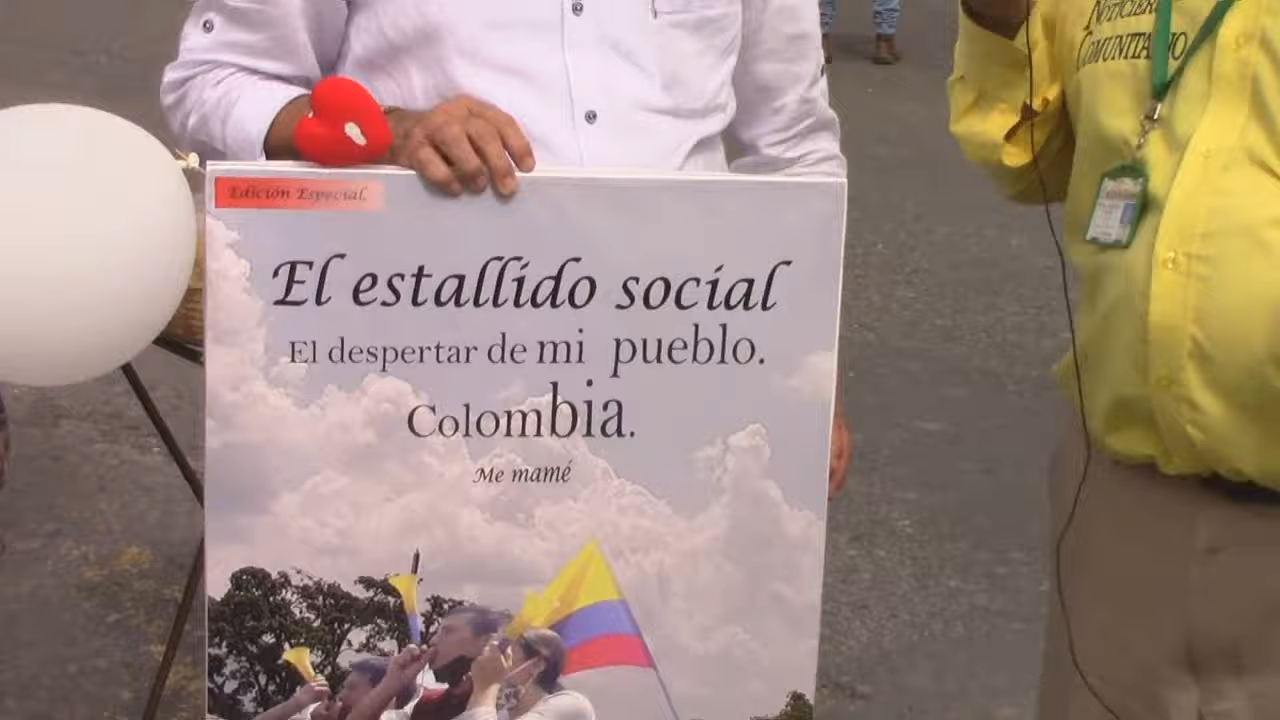 Edición Especial.
El estallido social
El despertar de mi pueblo.
Colombia.
Me mamé
NOTICIERO
COMUNITARIO